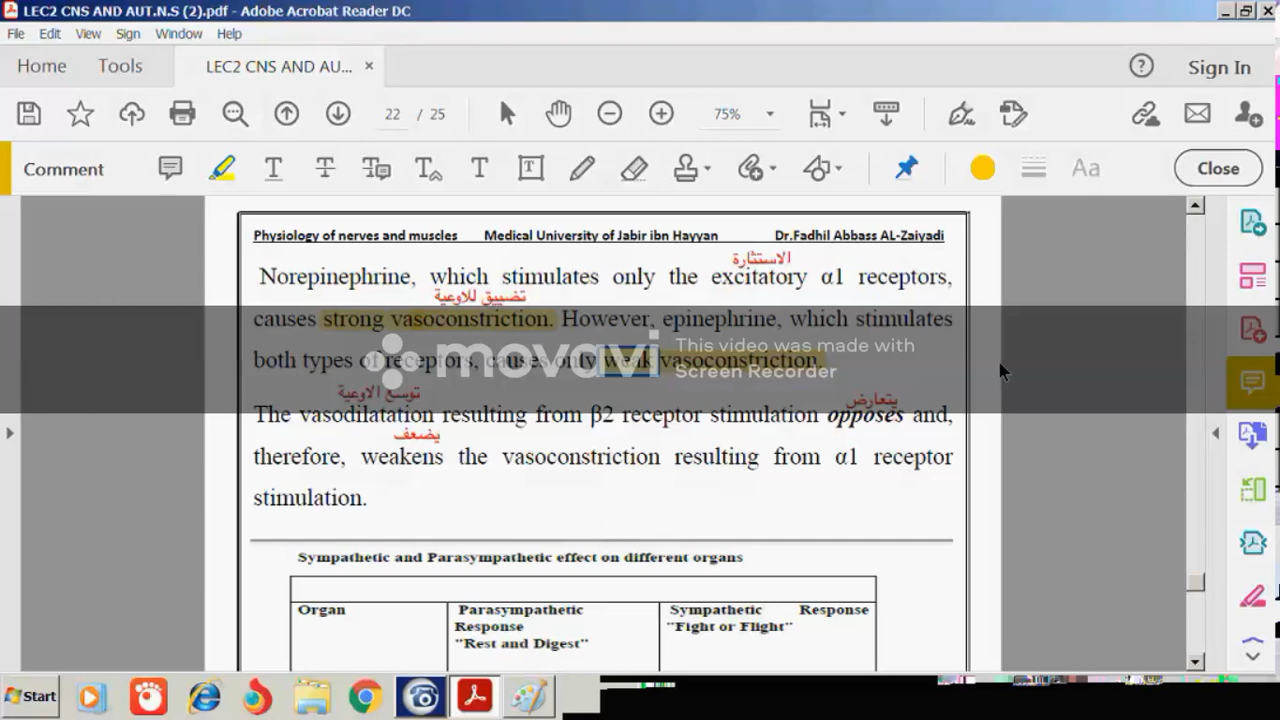 LEC2 CNS AND AUT.N.S (2).pdf - Adobe Acrobat Reader DC
File Edit View Sign Window Help
Home Tools LEC2 CNS AND AU... × Sign In
22 / 25 75%
Comment Aa Close
Physiology of nerves and muscles Medical University of Jabir ibn Hayyan Dr.Fadhil Abbass AL-Zaiyadi
الاستثارة
Norepinephrine, which stimulates only the excitatory α1 receptors,
تضييق للاوعية
causes strong vasoconstriction. However, epinephrine, which stimulates
both types of receptors, causes only weak vasoconstriction.
movavi
This video was made with
Screen Recorder
توسع الاوعية يتعارض
The vasodilatation resulting from β2 receptor stimulation opposes and,
يضعف
therefore, weakens the vasoconstriction resulting from α1 receptor
stimulation.
Sympathetic and Parasympathetic effect on different organs
Organ Parasympathetic Sympathetic Response
Response "Fight or Flight"
"Rest and Digest"
Start